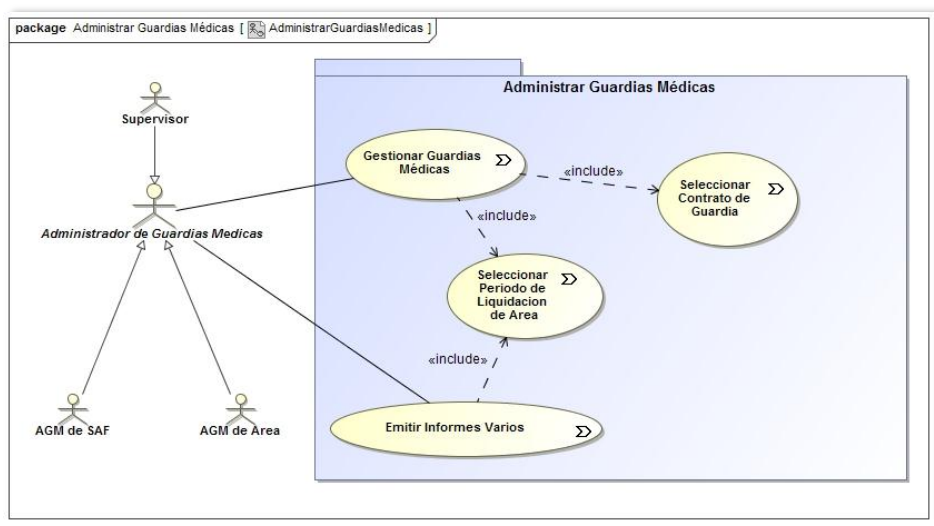 package Administrar Guardias Médicas [ AdministrarGuardiasMedicas ]
Administrar Guardias Médicas
Supervisor
Gestionar Guardias
Médicas
«include»
Seleccionar
Contrato de
Guardia
«include»
Administrador de Guardias Medicas
Seleccionar
Periodo de
Liquidacion
de Area
«include»
AGM de SAF
AGM de Area
Emitir Informes Varios